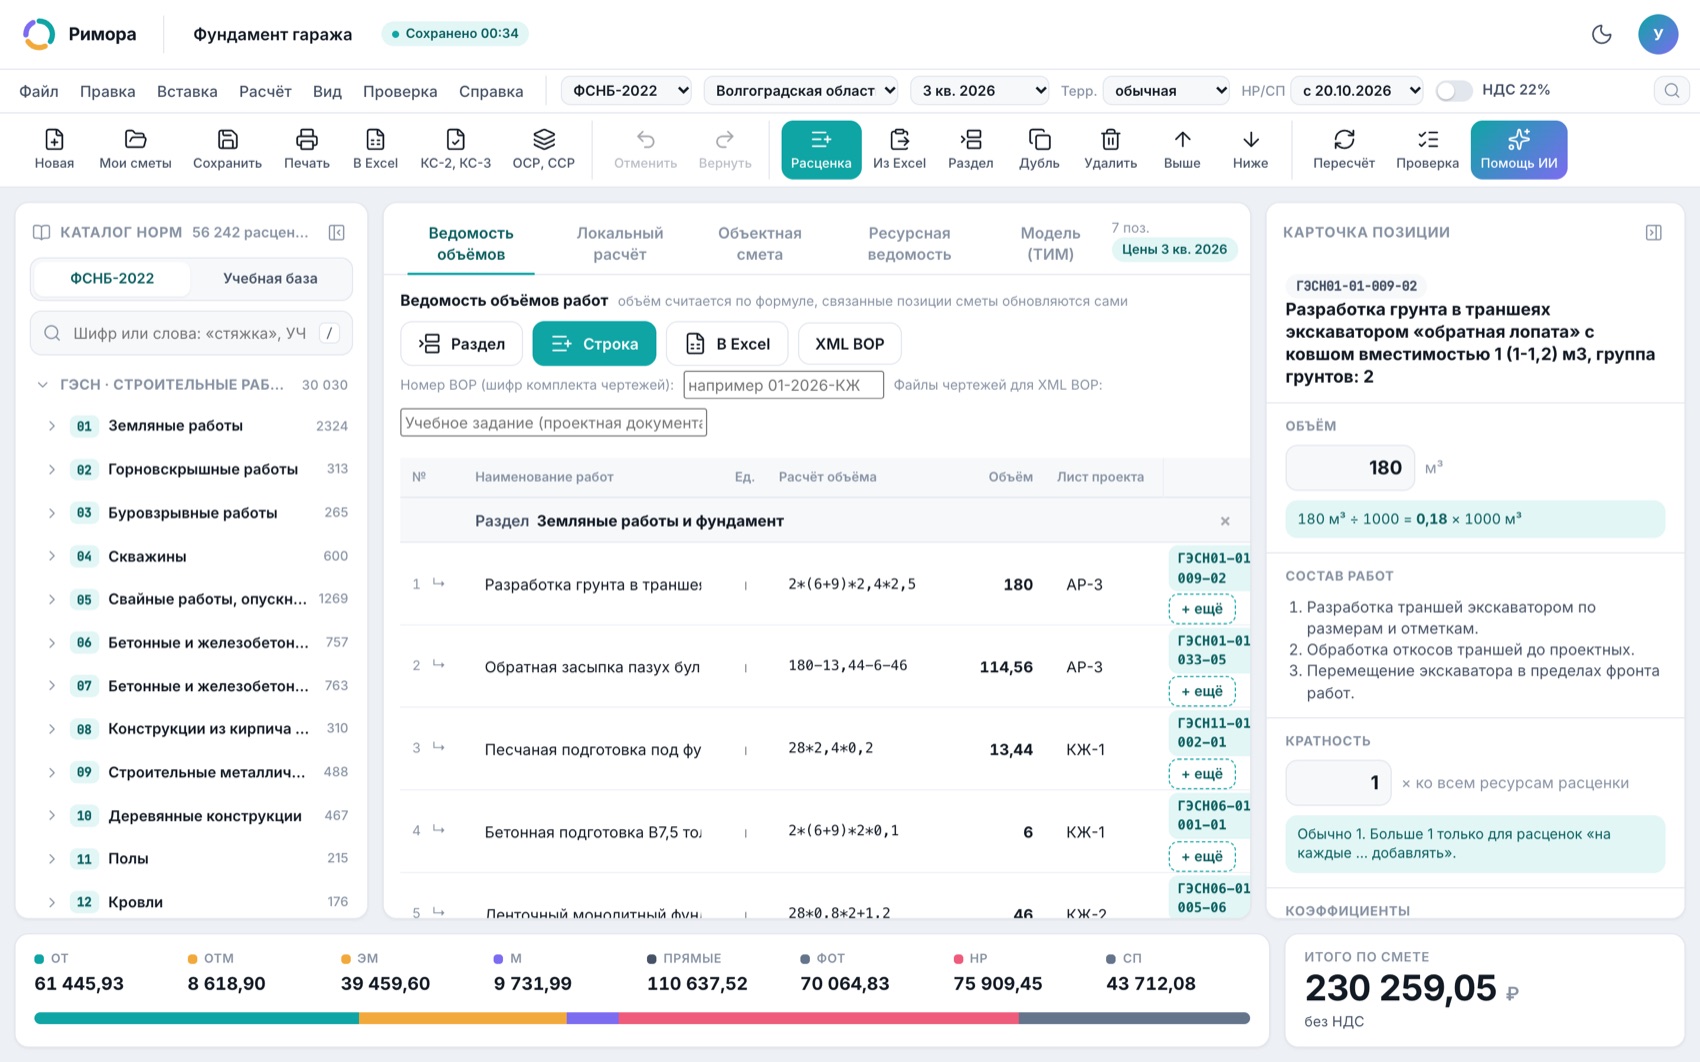 Римора
Фундамент гаража
Сохранено 00:34
У
Файл Правка Вставка Расчёт Вид Проверка Справка
ФСНБ-2022
Волгоградская област
3 кв. 2026
Терр. обычная
НР/СП с 20.10.2026
НДС 22%
Новая
Мои сметы
Сохранить
Печать
В Excel
КС-2, КС-3
ОСР, ССР
Отменить
Вернуть
Расценка
Из Excel
Раздел
Дубль
Удалить
Выше
Ниже
Пересчёт
Проверка
Помощь ИИ
КАТАЛОГ НОРМ 56 242 расцен...
ФСНБ-2022
Учебная база
Шифр или слова: «стяжка», УЧ /
ГЭСН · СТРОИТЕЛЬНЫЕ РАБ... 30 030
01 Земляные работы 2324
02 Горновскрышные работы 313
03 Буровзрывные работы 265
04 Скважины 600
05 Свайные работы, опускн... 1269
06 Бетонные и железобетон... 757
07 Бетонные и железобетон... 763
08 Конструкции из кирпича ... 310
09 Строительные металлич... 488
10 Деревянные конструкции 467
11 Полы 215
12 Кровли 176
Ведомость объёмов
Локальный расчёт
Объектная смета
Ресурсная ведомость
Модель (ТИМ)
7 поз.
Цены 3 кв. 2026
Ведомость объёмов работ объём считается по формуле, связанные позиции сметы обновляются сами
Раздел
Строка
В Excel
XML ВОР
Номер ВОР (шифр комплекта чертежей): например 01-2026-КЖ Файлы чертежей для XML ВОР:
Учебное задание (проектная документа
№ Наименование работ Ед. Расчёт объёма Объём Лист проекта
Раздел Земляные работы и фундамент ×
1 Разработка грунта в траншея 2*(6+9)*2,4*2,5 180 АР-3
ГЭСН01-01
009-02
+ ещё
2 Обратная засыпка пазух бул 180-13,44-6-46 114,56 АР-3
ГЭСН01-01
033-05
+ ещё
3 Песчаная подготовка под фу 28*2,4*0,2 13,44 КЖ-1
ГЭСН11-01
002-01
+ ещё
4 Бетонная подготовка В7,5 тол 2*(6+9)*2*0,1 6 КЖ-1
ГЭСН06-01
001-01
+ ещё
5 Ленточный монолитный фун 28*0,8*2+1,2 46 КЖ-2
ГЭСН06-01
005-06
КАРТОЧКА ПОЗИЦИИ
ГЭСН01-01-009-02
Разработка грунта в траншеях
экскаватором «обратная лопата» с
ковшом вместимостью 1 (1-1,2) м3, группа
грунтов: 2
ОБЪЁМ
180 м³
180 м³ ÷ 1000 = 0,18 × 1000 м³
СОСТАВ РАБОТ
1. Разработка траншей экскаватором по
размерам и отметкам.
2. Обработка откосов траншей до проектных.
3. Перемещение экскаватора в пределах фронта
работ.
КРАТНОСТЬ
1 × ко всем ресурсам расценки
Обычно 1. Больше 1 только для расценок «на
каждые ... добавлять».
КОЭФФИЦИЕНТЫ
ОТ
61 445,93
ОТМ
8 618,90
ЭМ
39 459,60
М
9 731,99
ПРЯМЫЕ
110 637,52
ФОТ
70 064,83
НР
75 909,45
СП
43 712,08
ИТОГО ПО СМЕТЕ
230 259,05 ₽
без НДС